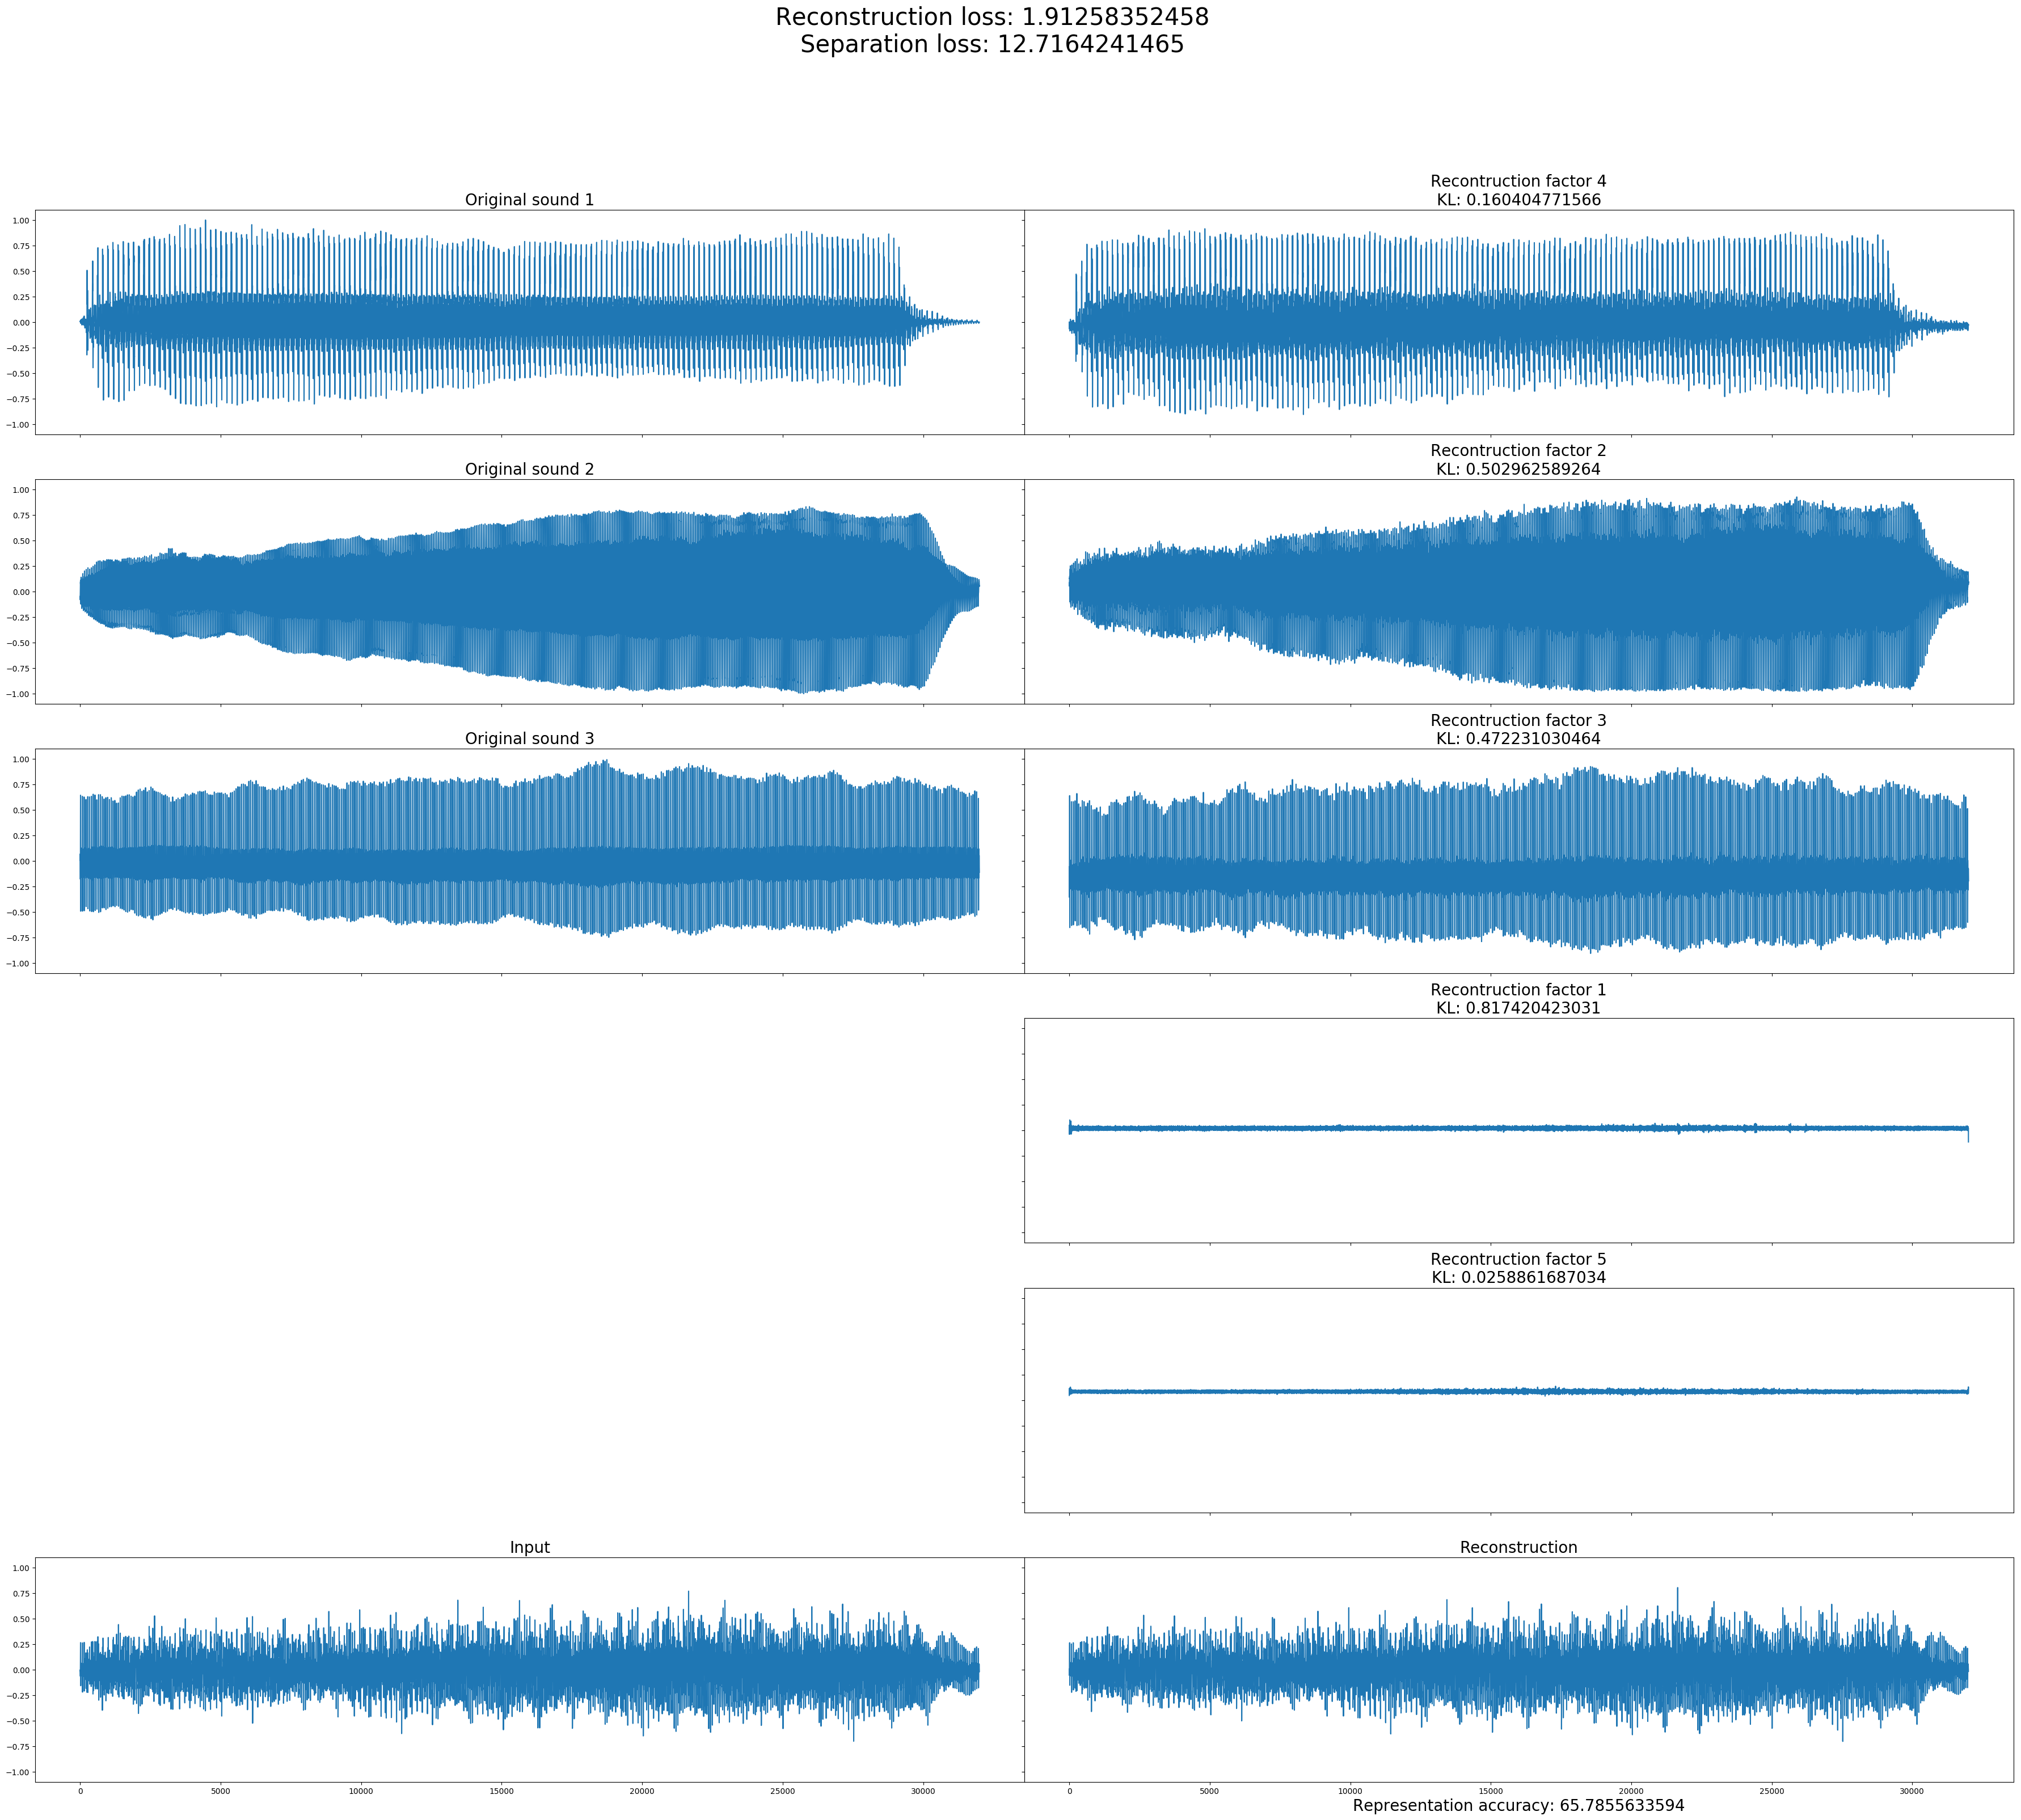 Reconstruction loss: 1.91258352458
Separation loss: 12.7164241465
Original sound 1
Recontruction factor 4
KL: 0.160404771566
1.00
0.75
0.50
0.25
0.00
−0.25
−0.50
−0.75
−1.00
Original sound 2
Recontruction factor 2
KL: 0.502962589264
1.00
0.75
0.50
0.25
0.00
−0.25
−0.50
−0.75
−1.00
Original sound 3
Recontruction factor 3
KL: 0.472231030464
1.00
0.75
0.50
0.25
0.00
−0.25
−0.50
−0.75
−1.00
Recontruction factor 1
KL: 0.817420423031
Recontruction factor 5
KL: 0.0258861687034
Input
Reconstruction
1.00
0.75
0.50
0.25
0.00
−0.25
−0.50
−0.75
−1.00
0 5000 10000 15000 20000 25000 30000
0 5000 10000 15000 20000 25000 30000
Representation accuracy: 65.7855633594